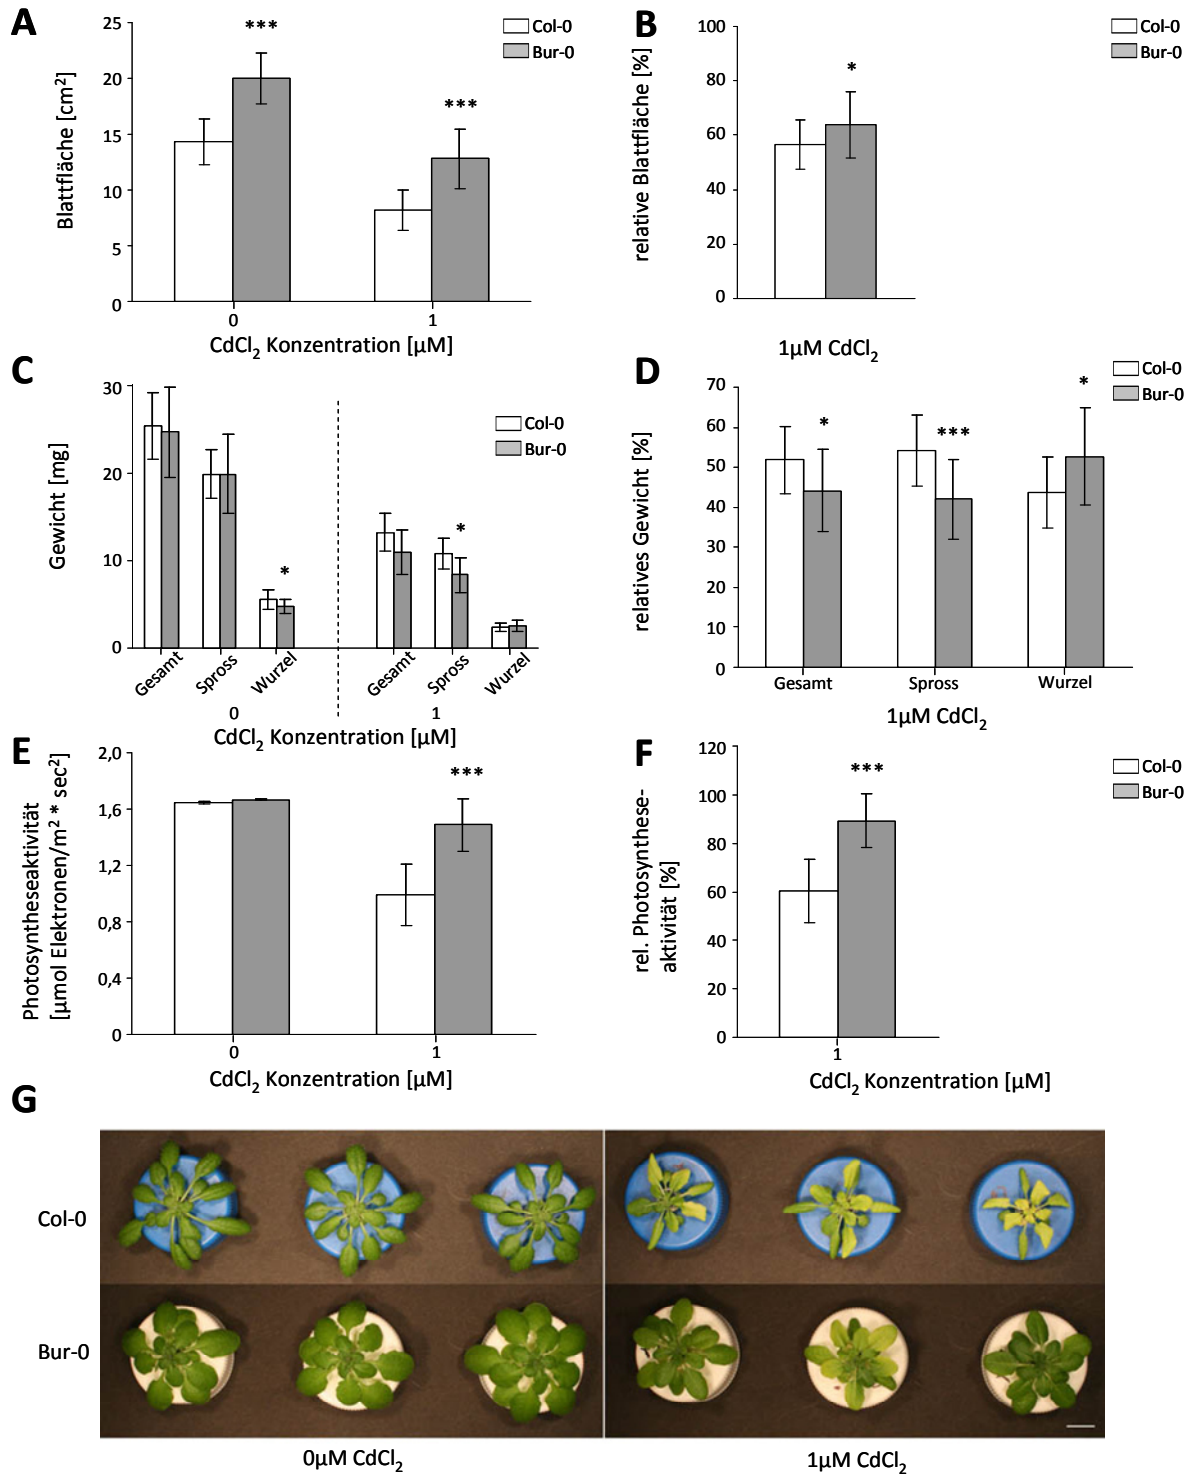 A
Blattfläche [cm²]
25
20
15
10
5
0
***
***
Col-0
Bur-0
0
1
CdCl₂ Konzentration [µM]
B
relative Blattfläche [%]
100
80
60
40
20
0
*
Col-0
Bur-0
1µM CdCl₂
C
Gewicht [mg]
30
20
10
0
*
*
Col-0
Bur-0
Gesamt
Spross
Wurzel
Gesamt
Spross
Wurzel
0
1
CdCl₂ Konzentration [µM]
D
relatives Gewicht [%]
70
60
50
40
30
20
10
0
*
***
*
Col-0
Bur-0
Gesamt
Spross
Wurzel
1µM CdCl₂
E
Photosyntheseaktivität
[µmol Elektronen/m² * sec²]
2,0
1,6
1,2
0,8
0,4
0
***
0
1
CdCl₂ Konzentration [µM]
F
rel. Photosynthese-
aktivität [%]
120
100
80
60
40
20
0
***
Col-0
Bur-0
1
CdCl₂ Konzentration [µM]
G
Col-0
Bur-0
0µM CdCl₂
1µM CdCl₂